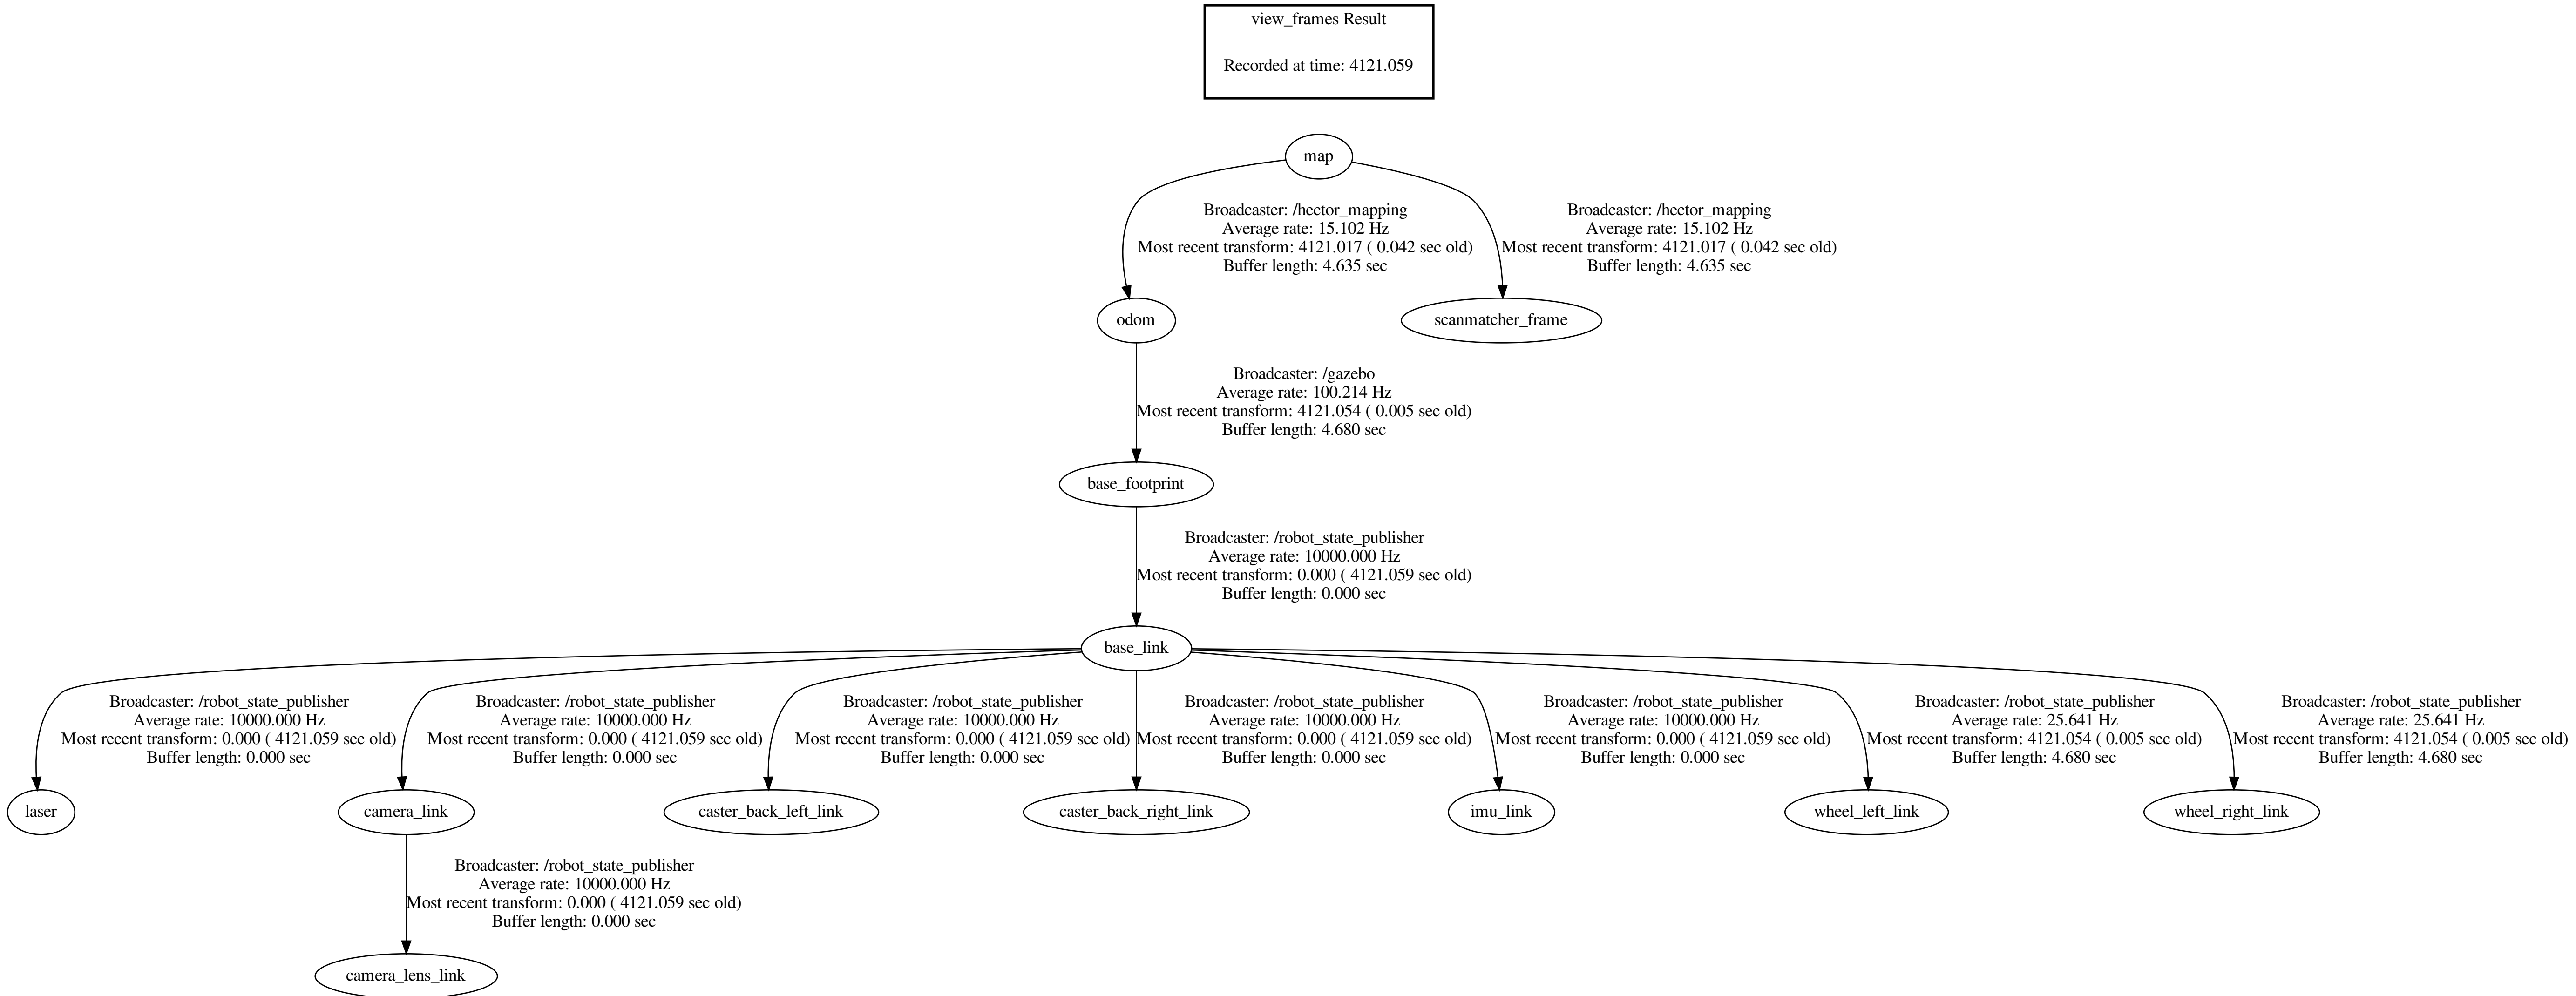 view_frames Result
Recorded at time: 4121.059
map
Broadcaster: /hector_mapping
Average rate: 15.102 Hz
Most recent transform: 4121.017 ( 0.042 sec old)
Buffer length: 4.635 sec
Broadcaster: /hector_mapping
Average rate: 15.102 Hz
Most recent transform: 4121.017 ( 0.042 sec old)
Buffer length: 4.635 sec
odom
scanmatcher_frame
Broadcaster: /gazebo
Average rate: 100.214 Hz
Most recent transform: 4121.054 ( 0.005 sec old)
Buffer length: 4.680 sec
base_footprint
Broadcaster: /robot_state_publisher
Average rate: 10000.000 Hz
Most recent transform: 0.000 ( 4121.059 sec old)
Buffer length: 0.000 sec
base_link
Broadcaster: /robot_state_publisher
Average rate: 10000.000 Hz
Most recent transform: 0.000 ( 4121.059 sec old)
Buffer length: 0.000 sec
Broadcaster: /robot_state_publisher
Average rate: 10000.000 Hz
Most recent transform: 0.000 ( 4121.059 sec old)
Buffer length: 0.000 sec
Broadcaster: /robot_state_publisher
Average rate: 10000.000 Hz
Most recent transform: 0.000 ( 4121.059 sec old)
Buffer length: 0.000 sec
Broadcaster: /robot_state_publisher
Average rate: 10000.000 Hz
Most recent transform: 0.000 ( 4121.059 sec old)
Buffer length: 0.000 sec
Broadcaster: /robot_state_publisher
Average rate: 10000.000 Hz
Most recent transform: 0.000 ( 4121.059 sec old)
Buffer length: 0.000 sec
Broadcaster: /robot_state_publisher
Average rate: 25.641 Hz
Most recent transform: 4121.054 ( 0.005 sec old)
Buffer length: 4.680 sec
Broadcaster: /robot_state_publisher
Average rate: 25.641 Hz
Most recent transform: 4121.054 ( 0.005 sec old)
Buffer length: 4.680 sec
laser
camera_link
caster_back_left_link
caster_back_right_link
imu_link
wheel_left_link
wheel_right_link
Broadcaster: /robot_state_publisher
Average rate: 10000.000 Hz
Most recent transform: 0.000 ( 4121.059 sec old)
Buffer length: 0.000 sec
camera_lens_link